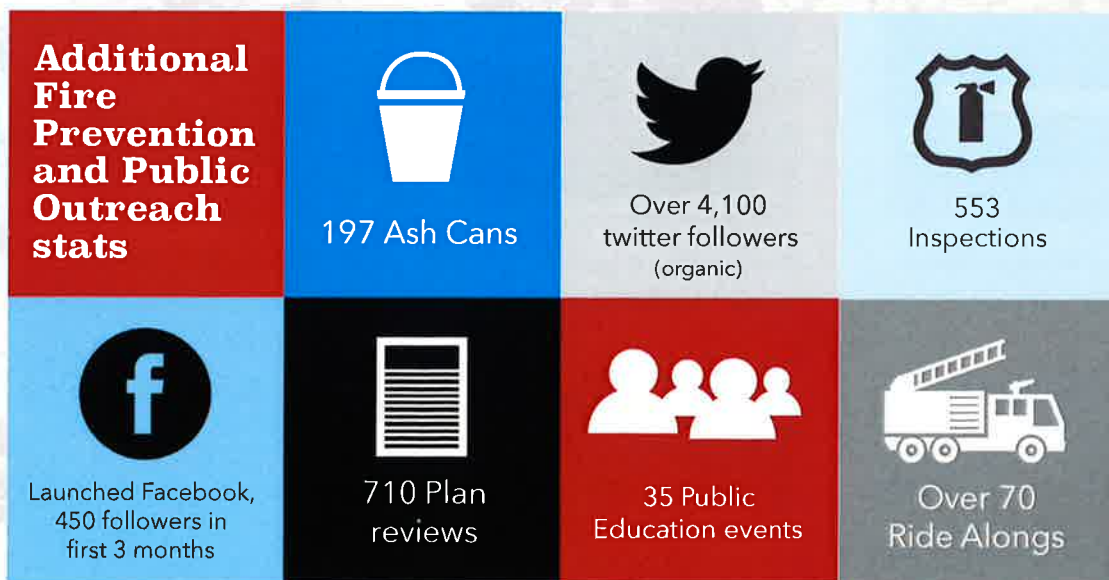 Additional
Fire
Prevention
and Public
Outreach
stats
197 Ash Cans
Over 4,100
twitter followers
(organic)
553
Inspections
Launched Facebook,
450 followers in
first 3 months
710 Plan
reviews
35 Public
Education events
Over 70
Ride Alongs